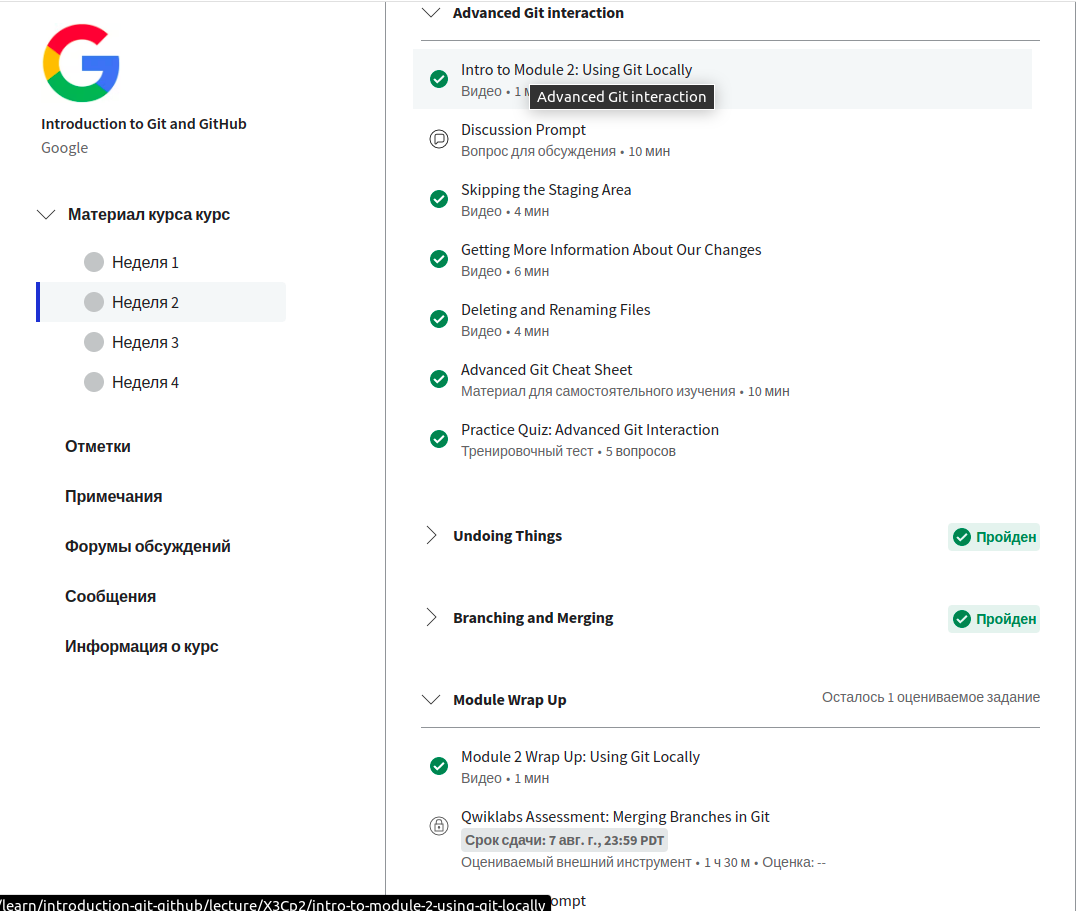 Introduction to Git and GitHub
Google
Материал курса курс
Неделя 1
Неделя 2
Неделя 3
Неделя 4
Отметки
Примечания
Форумы обсуждений
Сообщения
Информация о курс
Advanced Git interaction
Intro to Module 2: Using Git Locally
Видео • 1
Advanced Git interaction
Discussion Prompt
Вопрос для обсуждения • 10 мин
Skipping the Staging Area
Видео • 4 мин
Getting More Information About Our Changes
Видео • 6 мин
Deleting and Renaming Files
Видео • 4 мин
Advanced Git Cheat Sheet
Материал для самостоятельного изучения • 10 мин
Practice Quiz: Advanced Git Interaction
Тренировочный тест • 5 вопросов
Undoing Things
Пройден
Branching and Merging
Пройден
Module Wrap Up
Осталось 1 оцениваемое задание
Module 2 Wrap Up: Using Git Locally
Видео • 1 мин
Qwiklabs Assessment: Merging Branches in Git
Срок сдачи: 7 авг. г., 23:59 PDT
Оцениваемый внешний инструмент • 1 ч 30 м • Оценка: --
/learn/introduction-git-github/lecture/X3Cp2/intro-to-module-2-using-git-locally